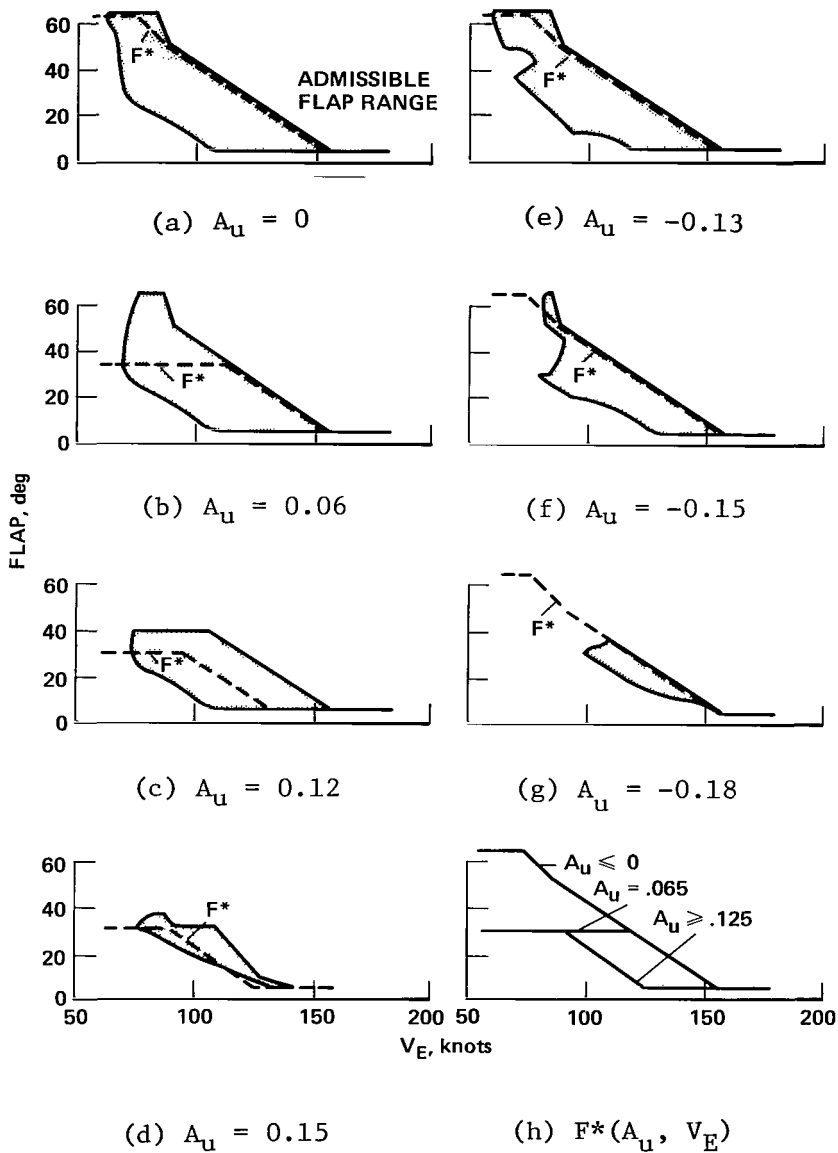 FLAP, deg
60
40
20
0
F*
ADMISSIBLE
FLAP RANGE
(a) Au = 0
60
40
20
0
F*
(b) Au = 0.06
60
40
20
0
F*
(c) Au = 0.12
60
40
20
0
F*
50
100
150
200
(d) Au = 0.15
F*
(e) Au = -0.13
F*
(f) Au = -0.15
F*
(g) Au = -0.18
Au ⩽ 0
Au = .065
Au ⩾ .125
50
100
150
200
VE, knots
(h) F*(Au, VE)